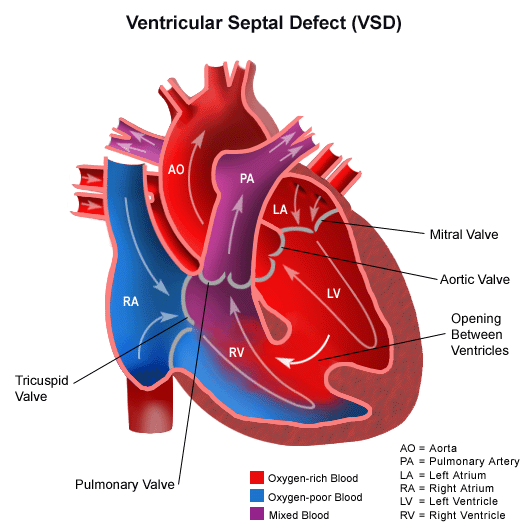 Ventricular Septal Defect (VSD)
AO
PA
LA
Mitral Valve
Aortic Valve
RA
LV
Opening
Between
Ventricles
RV
Tricuspid
Valve
Pulmonary Valve
Oxygen-rich Blood
Oxygen-poor Blood
Mixed Blood
AO = Aorta
PA = Pulmonary Artery
LA = Left Atrium
RA = Right Atrium
LV = Left Ventricle
RV = Right Ventricle